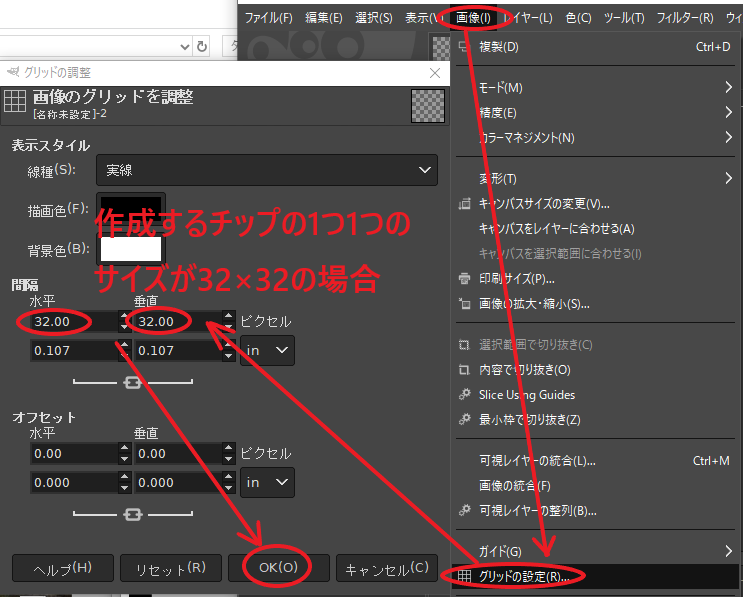 ファイル(F) 編集(E) 選択(S) 表示(V) 画像(I) レイヤー(L) 色(C) ツール(T) フィルター(R) ウィ
複製(D) Ctrl+D
モード(M)
精度(E)
カラーマネジメント(N)
変形(T)
キャンバスサイズの変更(V)...
キャンバスをレイヤーに合わせる(A)
キャンバスを選択範囲に合わせる(I)
印刷サイズ(P)...
画像の拡大・縮小(S)...
選択範囲で切り抜き(C)
内容で切り抜き(O)
Slice Using Guides
最小枠で切り抜き(Z)
可視レイヤーの統合(L)... Ctrl+M
画像の統合(F)
可視レイヤーの整列(B)...
ガイド(G)
グリッドの設定(R)...
グリッドの調整
画像のグリッドを調整
[名称未設定]-2
表示スタイル
線種(S): 実線
描画色(F):
背景色(B):
作成するチップの1つ1つの
サイズが32×32の場合
間隔
水平 垂直
32.00 32.00 ピクセル
0.107 0.107 in
オフセット
水平 垂直
0.00 0.00 ピクセル
0.000 0.000 in
ヘルプ(H) リセット(R) OK(O) キャンセル(C)